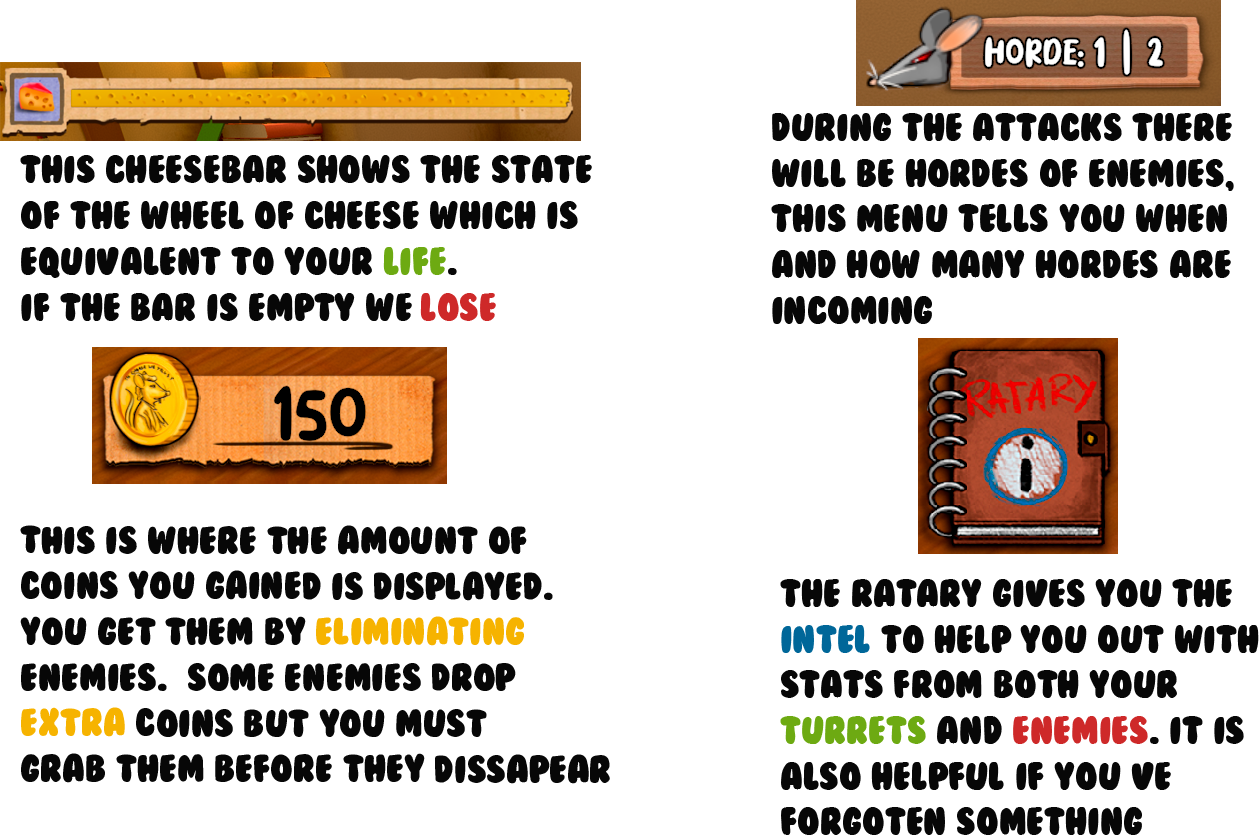 THIS CHEESEBAR SHOWS THE STATE
OF THE WHEEL OF CHEESE WHICH IS
EQUIVALENT TO YOUR LIFE.
IF THE BAR IS EMPTY WE LOSE
150
THIS IS WHERE THE AMOUNT OF
COINS YOU GAINED IS DISPLAYED.
YOU GET THEM BY ELIMINATING
ENEMIES. SOME ENEMIES DROP
EXTRA COINS BUT YOU MUST
GRAB THEM BEFORE THEY DISSAPEAR
HORDE: 1 | 2
DURING THE ATTACKS THERE
WILL BE HORDES OF ENEMIES,
THIS MENU TELLS YOU WHEN
AND HOW MANY HORDES ARE
INCOMING
RATARY
i
THE RATARY GIVES YOU THE
INTEL TO HELP YOU OUT WITH
STATS FROM BOTH YOUR
TURRETS AND ENEMIES. IT IS
ALSO HELPFUL IF YOU VE
FORGOTEN SOMETHING